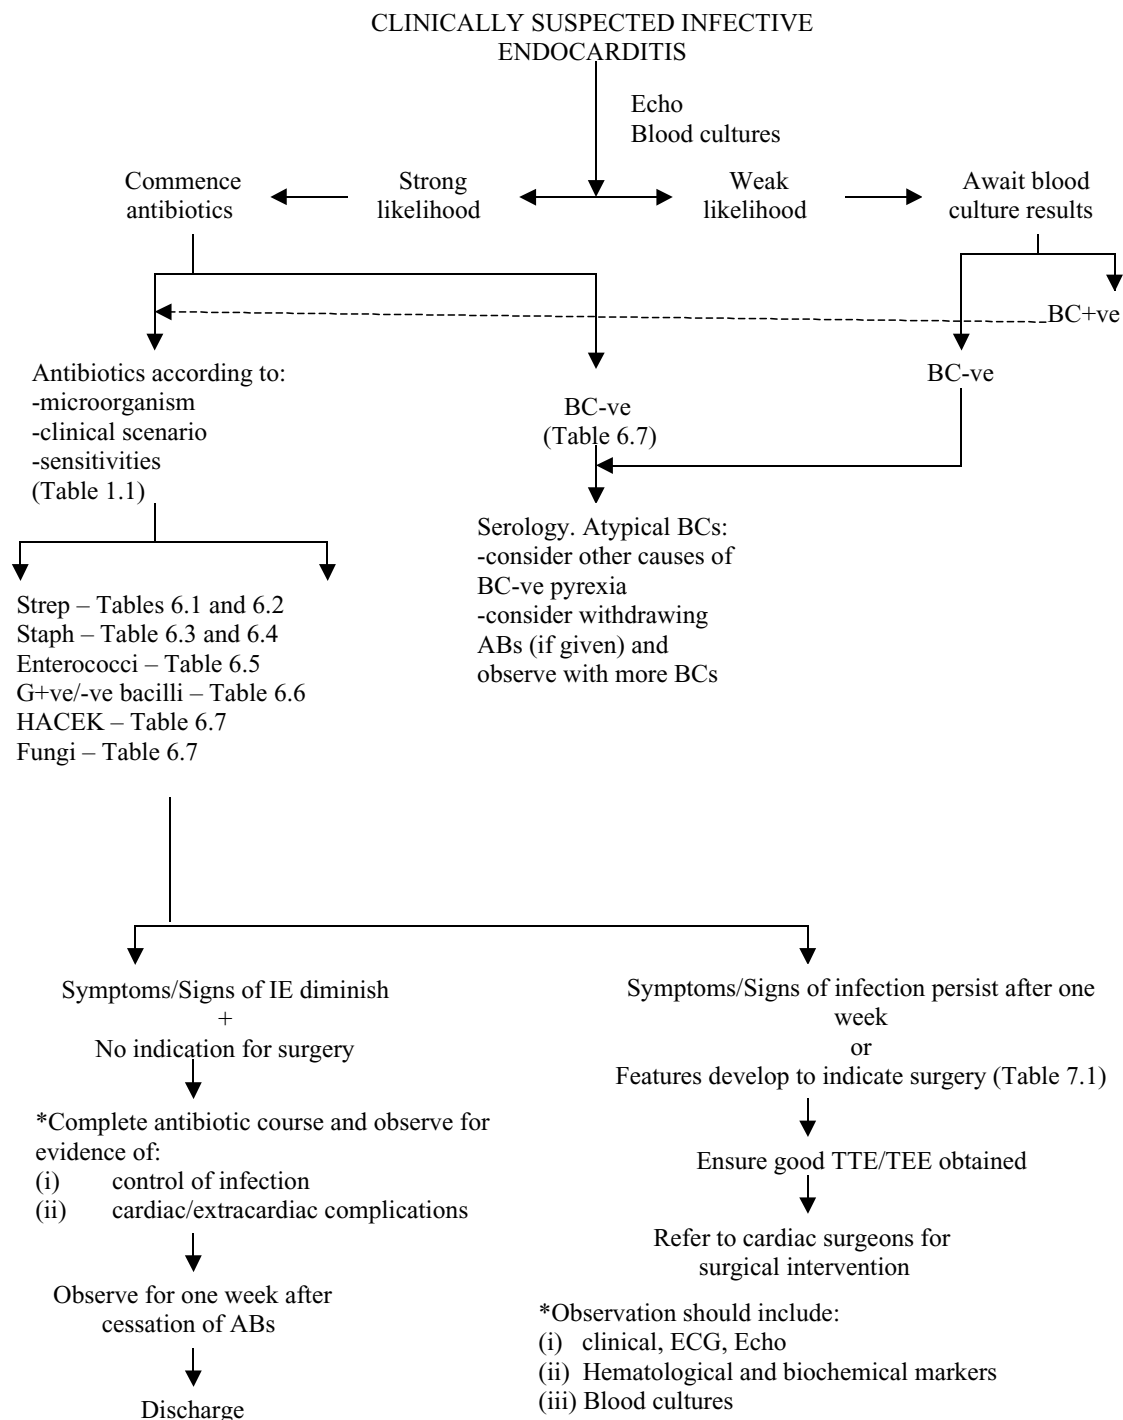 CLINICALLY SUSPECTED INFECTIVE
ENDOCARDITIS
Echo
Blood cultures
Commence
antibiotics
Strong
likelihood
Weak
likelihood
Await blood
culture results
BC+ve
Antibiotics according to:
-microorganism
-clinical scenario
-sensitivities
(Table 1.1)
BC-ve
(Table 6.7)
BC-ve
Serology. Atypical BCs:
-consider other causes of
BC-ve pyrexia
-consider withdrawing
ABs (if given) and
observe with more BCs
Strep – Tables 6.1 and 6.2
Staph – Table 6.3 and 6.4
Enterococci – Table 6.5
G+ve/-ve bacilli – Table 6.6
HACEK – Table 6.7
Fungi – Table 6.7
Symptoms/Signs of IE diminish
+
No indication for surgery
*Complete antibiotic course and observe for
evidence of:
(i) control of infection
(ii) cardiac/extracardiac complications
Observe for one week after
cessation of ABs
Discharge
Symptoms/Signs of infection persist after one
week
or
Features develop to indicate surgery (Table 7.1)
Ensure good TTE/TEE obtained
Refer to cardiac surgeons for
surgical intervention
*Observation should include:
(i) clinical, ECG, Echo
(ii) Hematological and biochemical markers
(iii) Blood cultures